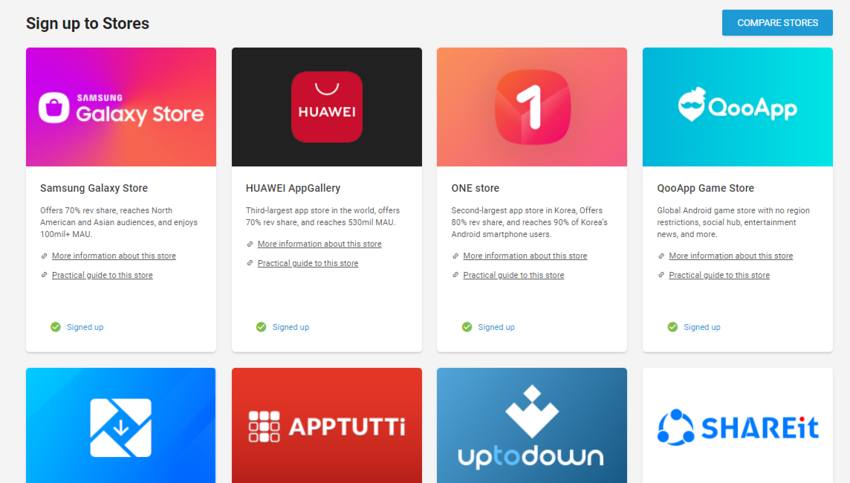 Sign up to Stores
COMPARE STORES
SAMSUNG
Galaxy Store
HUAWEI
1
QooApp
Samsung Galaxy Store
Offers 70% rev share, reaches North
American and Asian audiences, and enjoys
100mil+ MAU.
More information about this store
Practical guide to this store
Signed up
HUAWEI AppGallery
Third-largest app store in the world, offers
70% rev share, and reaches 530mil MAU.
More information about this store
Practical guide to this store
Signed up
ONE store
Second-largest app store in Korea, Offers
80% rev share, and reaches 90% of Korea's
Android smartphone users.
More information about this store
Practical guide to this store
Signed up
QooApp Game Store
Global Android game store with no region
restrictions, social hub, entertainment
news, and more.
More information about this store
Practical guide to this store
Signed up
APPTUTTi
uptodown
SHAREit